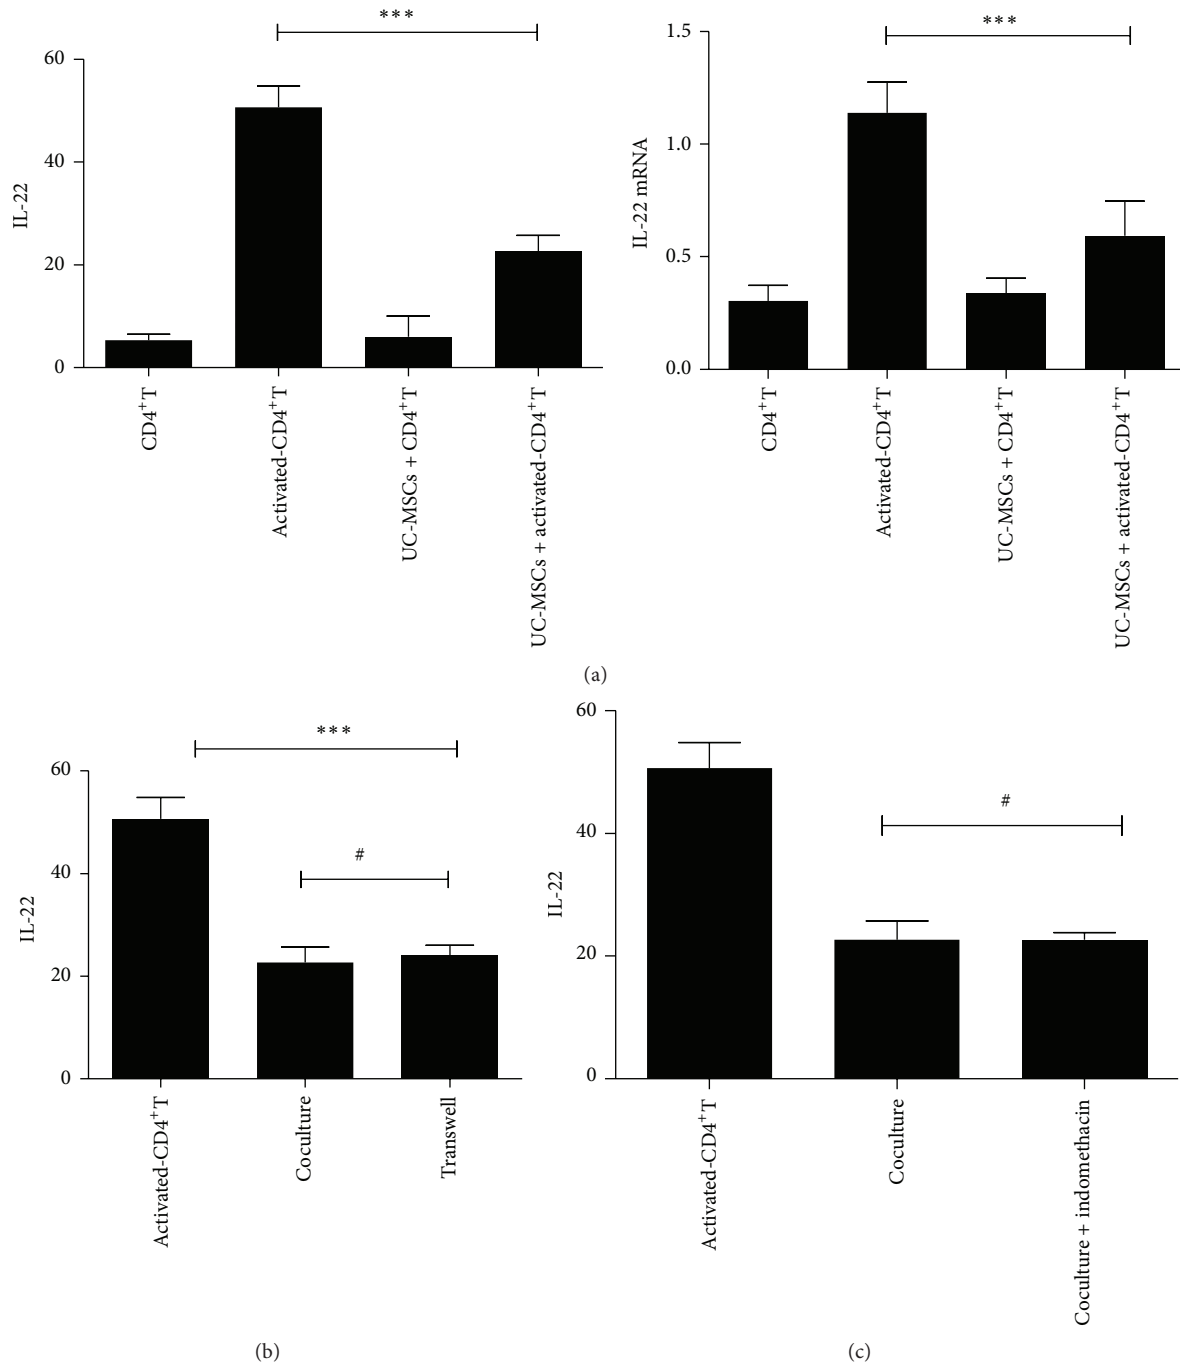 ***
60
40
20
0
IL-22
CD4⁺T
Activated-CD4⁺T
UC-MSCs + CD4⁺T
UC-MSCs + activated-CD4⁺T
***
1.5
1.0
0.5
0.0
IL-22 mRNA
CD4⁺T
Activated-CD4⁺T
UC-MSCs + CD4⁺T
UC-MSCs + activated-CD4⁺T
(a)
***
#
60
40
20
0
IL-22
Activated-CD4⁺T
Coculture
Transwell
(b)
#
60
40
20
0
IL-22
Activated-CD4⁺T
Coculture
Coculture + indomethacin
(c)